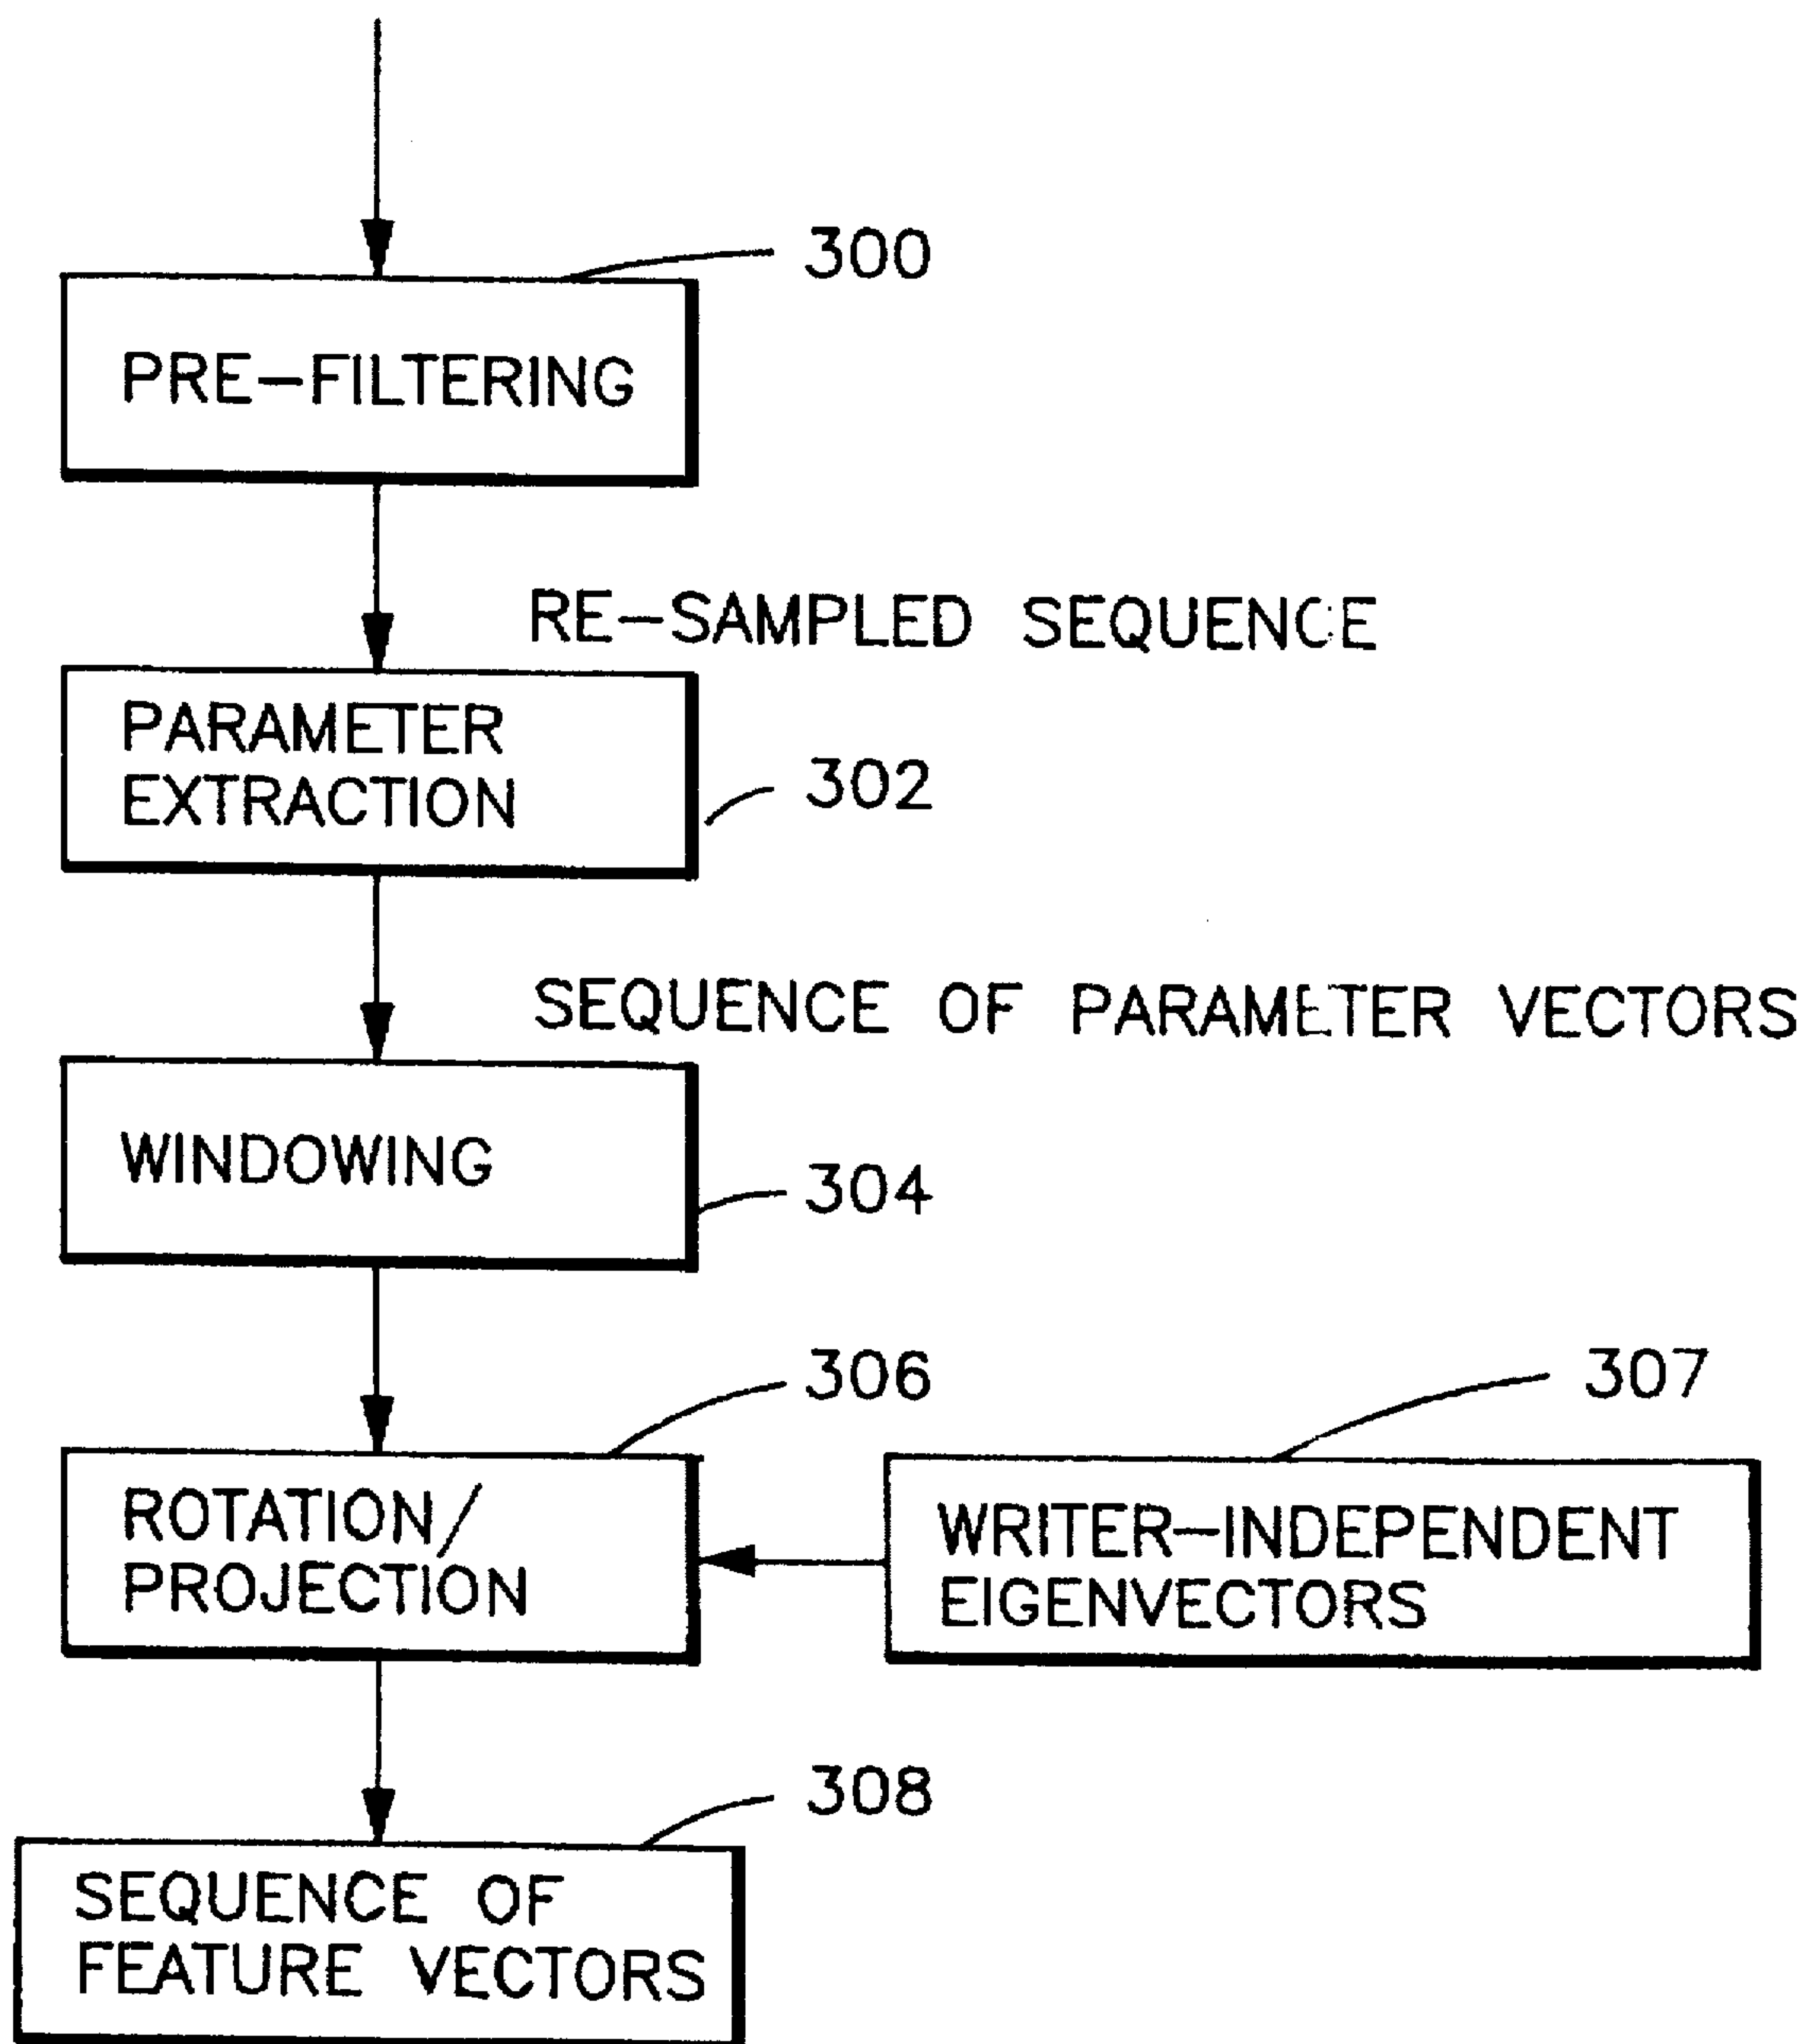 300
PRE-FILTERING
RE-SAMPLED SEQUENCE
PARAMETER
EXTRACTION
302
SEQUENCE OF PARAMETER VECTORS
WINDOWING
304
306
307
ROTATION/
PROJECTION
WRITER-INDEPENDENT
EIGENVECTORS
308
SEQUENCE OF
FEATURE VECTORS